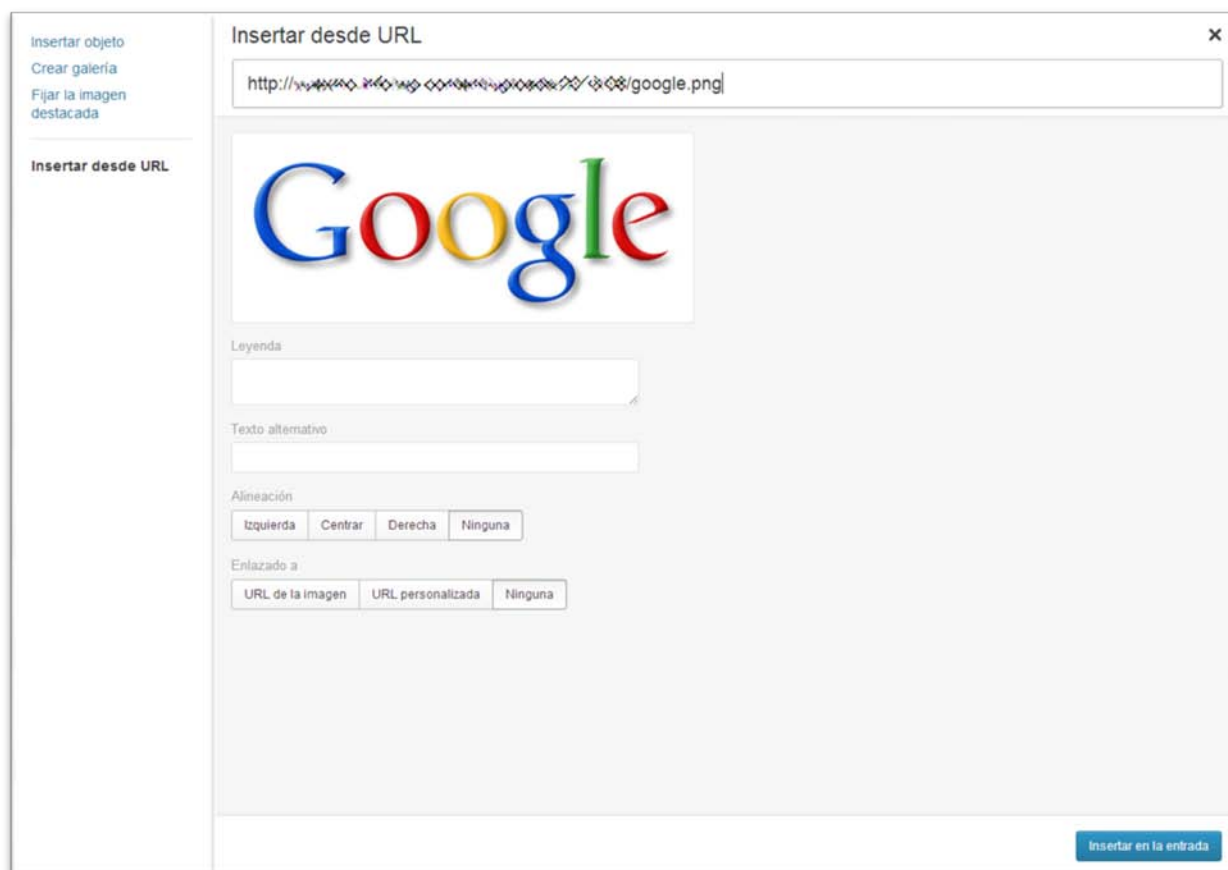 Insertar objeto
Crear galería
Fijar la imagen
destacada
Insertar desde URL
Insertar desde URL
http:// /google.png
Google
Leyenda
Texto alternativo
Alineación
Izquierda Centrar Derecha Ninguna
Enlazado a
URL de la imagen URL personalizada Ninguna
Insertar en la entrada